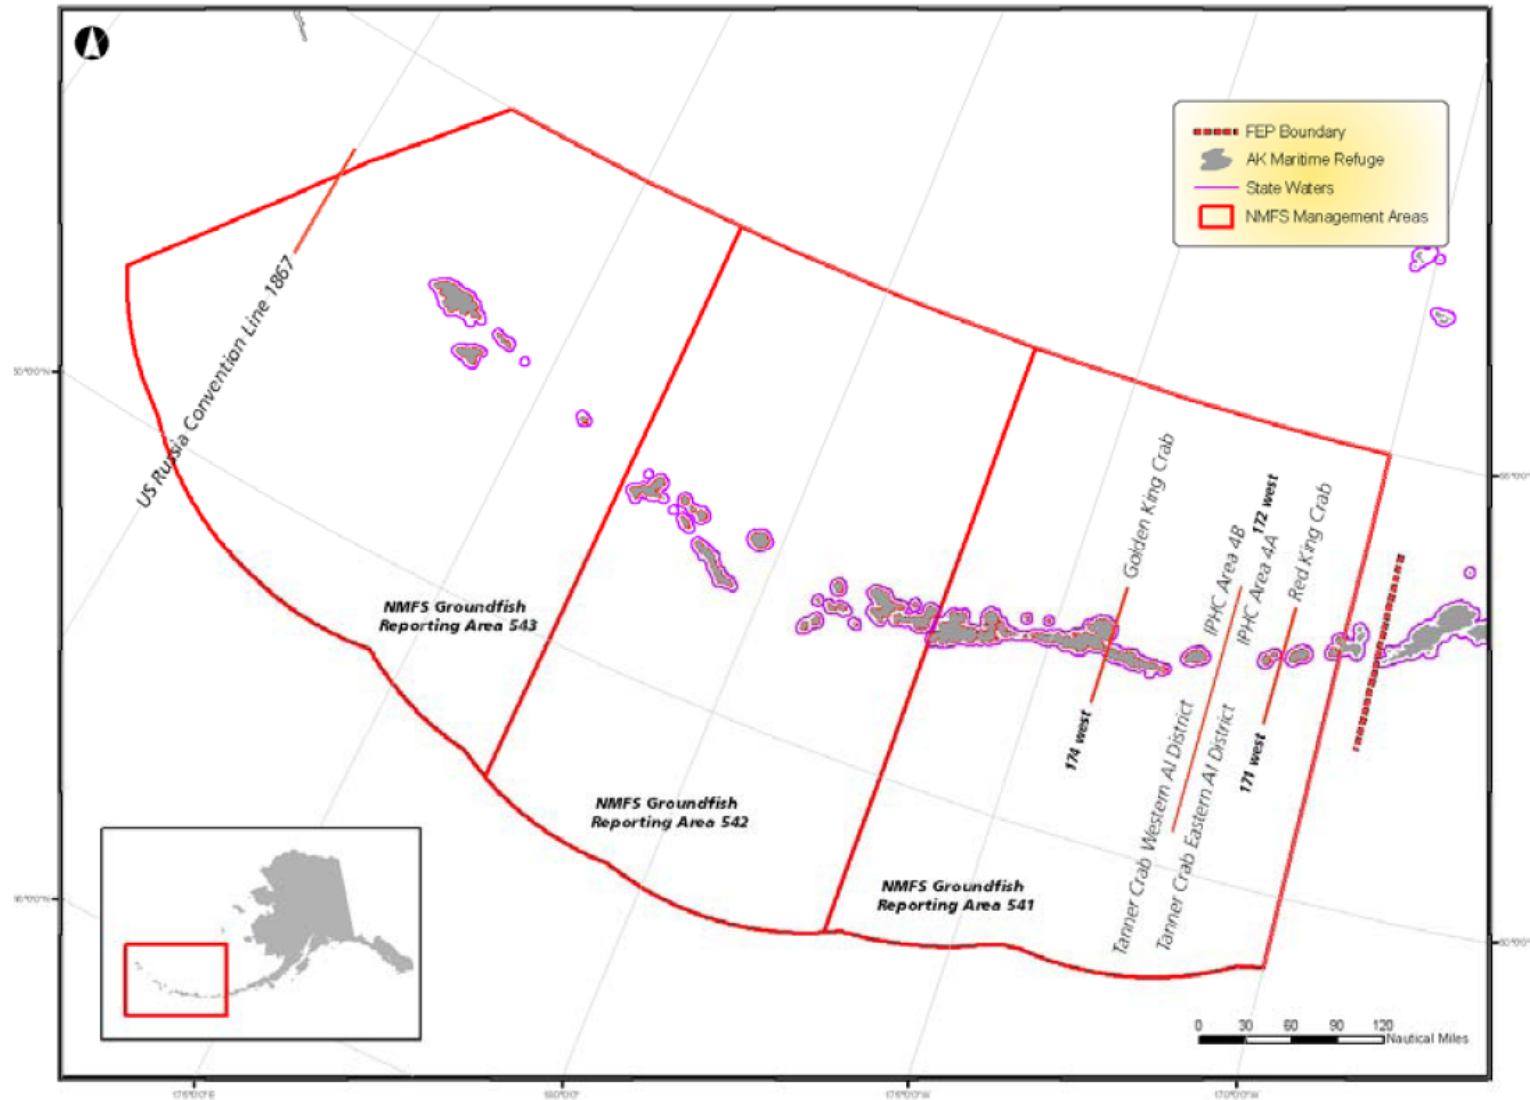 FEP Boundary
AK Maritime Refuge
State Waters
NMFS Management Areas
US Russia Convention Line 1867
NMFS Groundfish
Reporting Area 543
NMFS Groundfish
Reporting Area 542
NMFS Groundfish
Reporting Area 541
Golden King Crab
174 west
IPHC Area 4B
172 west
IPHC Area 4A
Red King Crab
171 west
Tanner Crab Western AI District
Tanner Crab Eastern AI District
0 30 60 90 120
Nautical Miles